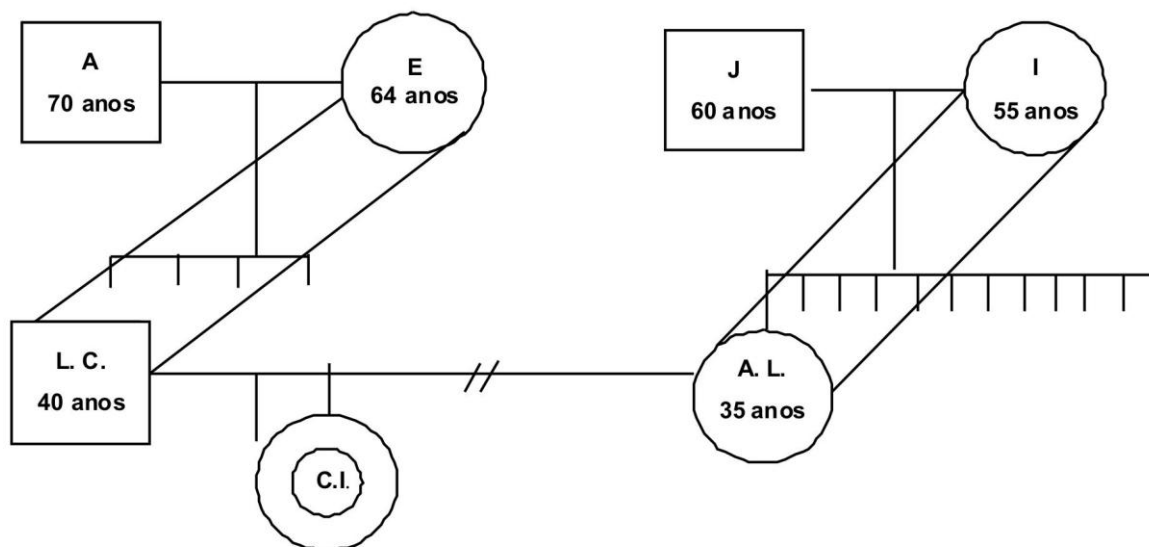 A
70 anos
E
64 anos
J
60 anos
I
55 anos
L. C.
40 anos
A. L.
35 anos
C.I.